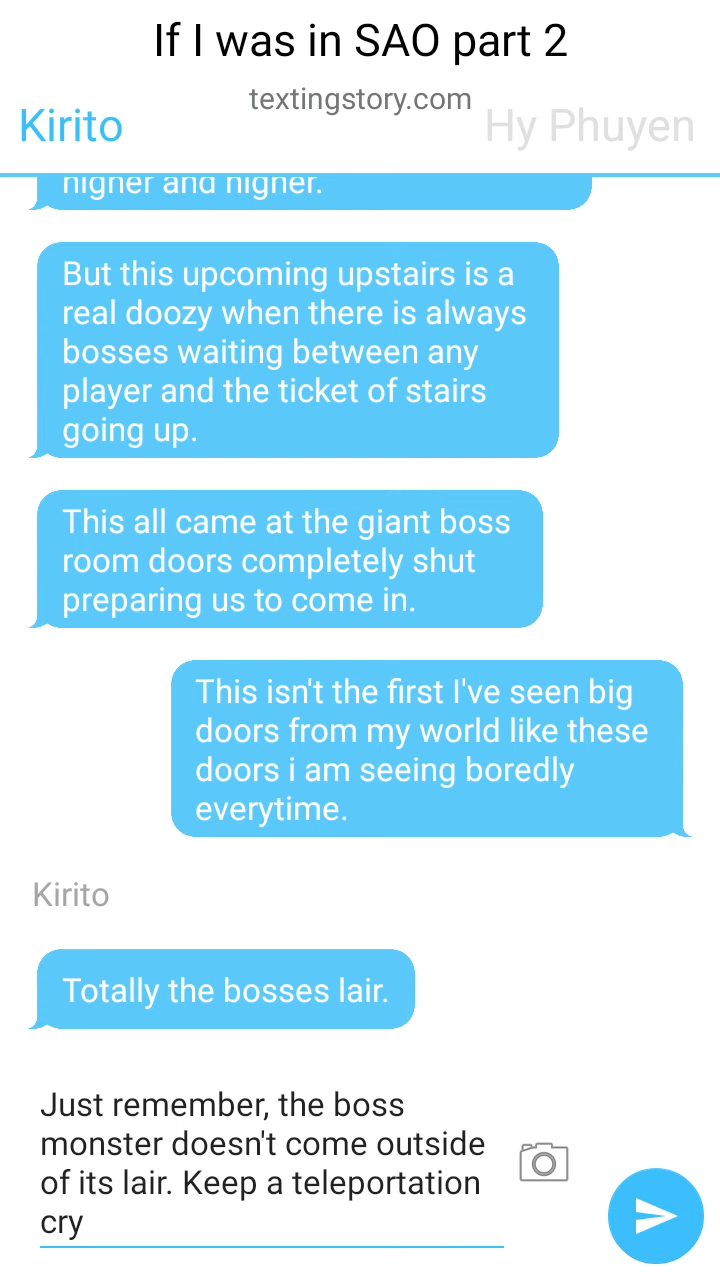 If I was in SAO part 2
textingstory.com
Kirito
Hy Phuyen
higher and higher.
But this upcoming upstairs is a
real doozy when there is always
bosses waiting between any
player and the ticket of stairs
going up.
This all came at the giant boss
room doors completely shut
preparing us to come in.
This isn't the first I've seen big
doors from my world like these
doors i am seeing boredly
everytime.
Kirito
Totally the bosses lair.
Just remember, the boss
monster doesn't come outside
of its lair. Keep a teleportation
cry